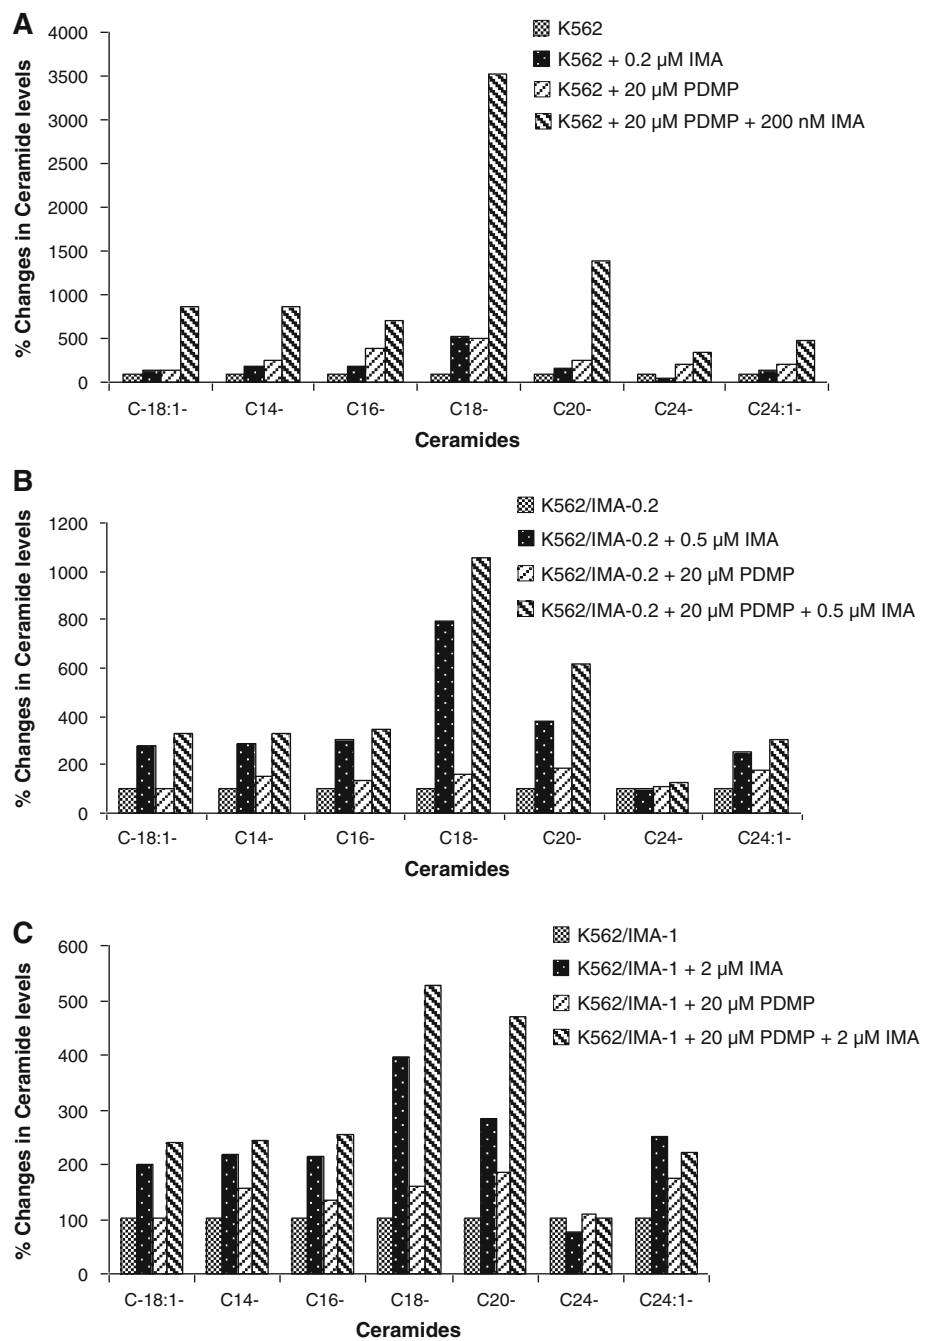 A
% Changes in Ceramide levels
4000
3500
3000
2500
2000
1500
1000
500
0
K562
K562 + 0.2 µM IMA
K562 + 20 µM PDMP
K562 + 20 µM PDMP + 200 nM IMA
C-18:1- C14- C16- C18- C20- C24- C24:1-
Ceramides
B
% Changes in Ceramide levels
1200
1000
800
600
400
200
0
K562/IMA-0.2
K562/IMA-0.2 + 0.5 µM IMA
K562/IMA-0.2 + 20 µM PDMP
K562/IMA-0.2 + 20 µM PDMP + 0.5 µM IMA
C-18:1- C14- C16- C18- C20- C24- C24:1-
Ceramides
C
% Changes in Ceramide levels
600
500
400
300
200
100
0
K562/IMA-1
K562/IMA-1 + 2 µM IMA
K562/IMA-1 + 20 µM PDMP
K562/IMA-1 + 20 µM PDMP + 2 µM IMA
C-18:1- C14- C16- C18- C20- C24- C24:1-
Ceramides